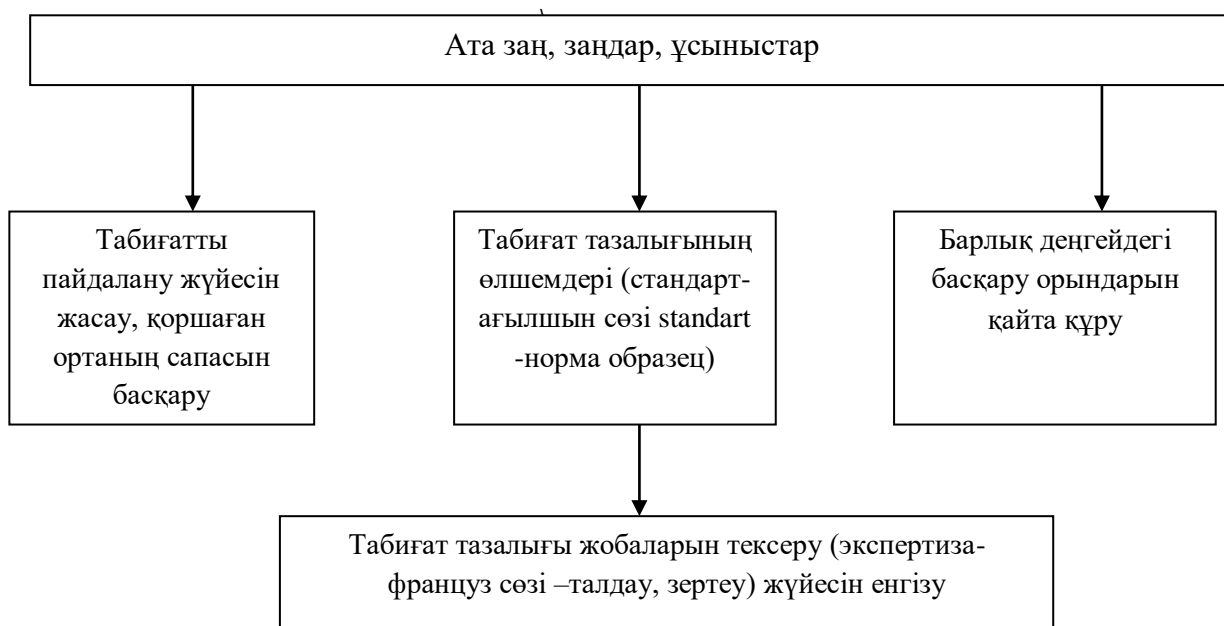 Ата заң, заңдар, ұсыныстар
Табиғатты
пайдалану жүйесін
жасау, қоршаған
ортаның сапасын
басқару
Табиғат тазалығының
өлшемдері (стандарт-
ағылшын сөзі standart
-норма образец)
Барлық деңгейдегі
басқару орындарын
қайта құру
Табиғат тазалығы жобаларын тексеру (экспертиза-
француз сөзі –талдау, зертеу) жүйесін енгізу